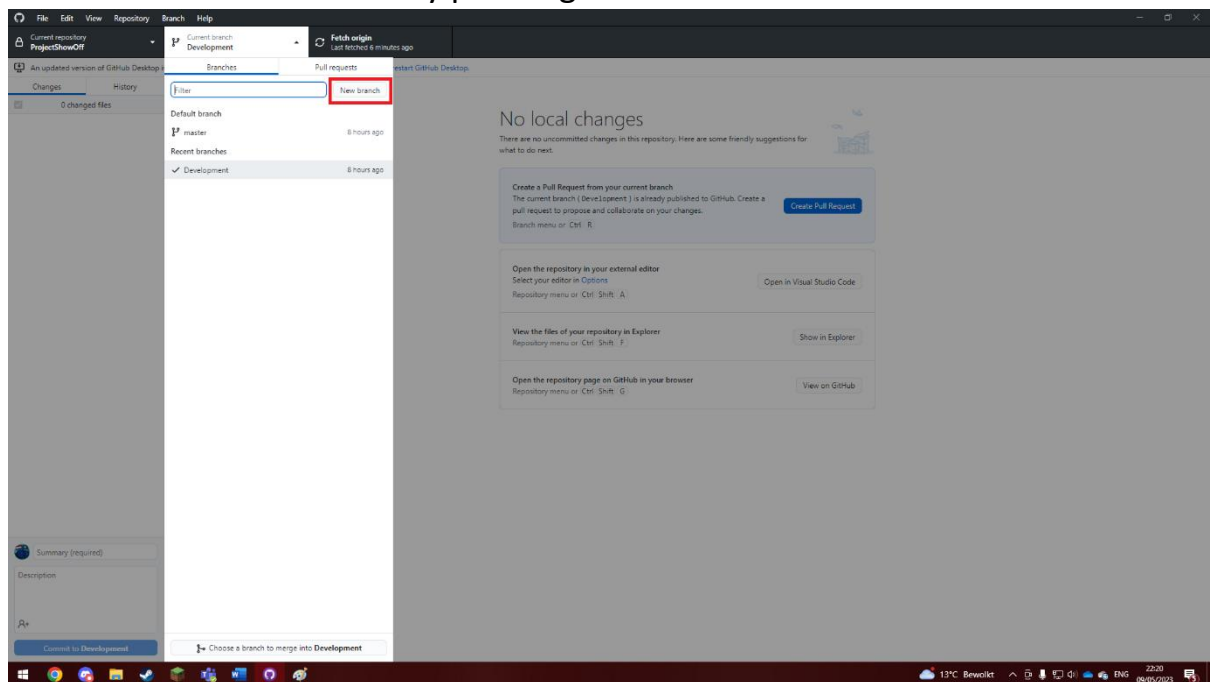 File Edit View Repository Branch Help
Current repository
ProjectShowOff
Current branch
Development
Fetch origin
Last fetched 6 minutes ago
An updated version of GitHub Desktop
restart GitHub Desktop.
Changes History
0 changed files
Branches Pull requests
Filter
New branch
Default branch
master 8 hours ago
Recent branches
Development 8 hours ago
No local changes
There are no uncommitted changes in this repository. Here are some friendly suggestions for
what to do next.
Create a Pull Request from your current branch
The current branch ( Development ) is already published to GitHub. Create a
pull request to propose and collaborate on your changes.
Branch menu or Ctrl R
Create Pull Request
Open the repository in your external editor
Select your editor in Options
Repository menu or Ctrl Shift A
Open in Visual Studio Code
View the files of your repository in Explorer
Repository menu or Ctrl Shift F
Show in Explorer
Open the repository page on GitHub in your browser
Repository menu or Ctrl Shift G
View on GitHub
Summary (required)
Description
Commit to Development
Choose a branch to merge into Development
13°C Bewolkt
ENG
22:20
09/05/2023